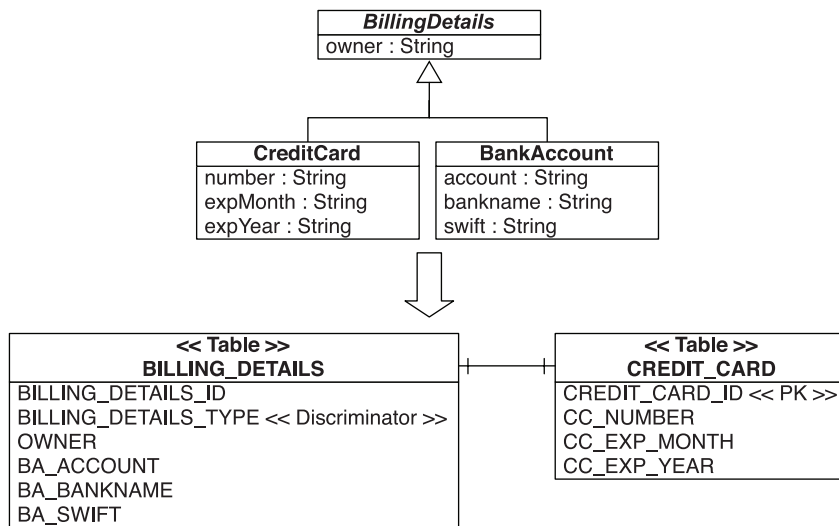 BillingDetails
owner : String
CreditCard
number : String
expMonth : String
expYear : String
BankAccount
account : String
bankname : String
swift : String
<< Table >>
BILLING_DETAILS
BILLING_DETAILS_ID
BILLING_DETAILS_TYPE << Discriminator >>
OWNER
BA_ACCOUNT
BA_BANKNAME
BA_SWIFT
<< Table >>
CREDIT_CARD
CREDIT_CARD_ID << PK >>
CC_NUMBER
CC_EXP_MONTH
CC_EXP_YEAR